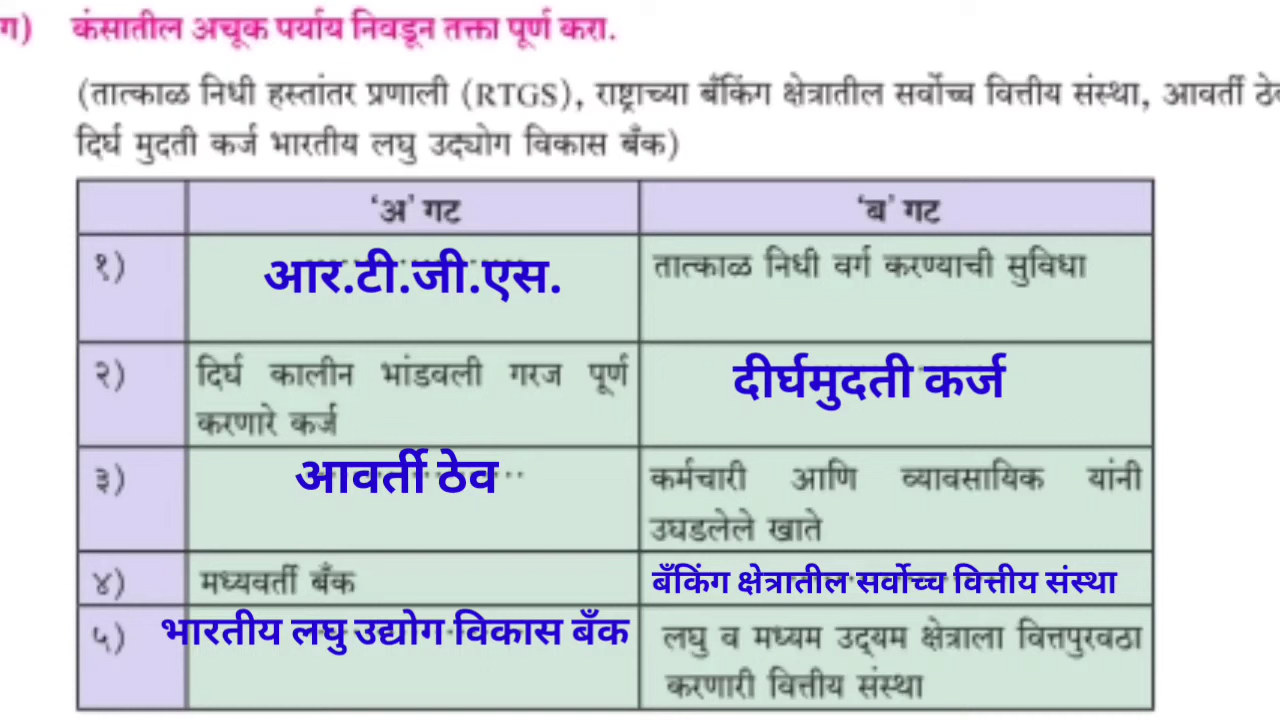 ग) कंसातील अचूक पर्याय निवडून तक्ता पूर्ण करा.
(तात्काळ निधी हस्तांतर प्रणाली (RTGS), राष्ट्राच्या बँकिंग क्षेत्रातील सर्वोच्च वित्तीय संस्था, आवर्ती ठेव
दिर्घ मुदती कर्ज भारतीय लघु उद्योग विकास बँक)
'अ' गट 'ब' गट
१) आर.टी.जी.एस. तात्काळ निधी वर्ग करण्याची सुविधा
२) दिर्घ कालीन भांडवली गरज पूर्ण
करणारे कर्ज
दीर्घमुदती कर्ज
३) आवर्ती ठेव
कर्मचारी आणि व्यावसायिक यांनी
उघडलेले खाते
४) मध्यवर्ती बँक बँकिंग क्षेत्रातील सर्वोच्च वित्तीय संस्था
५) भारतीय लघु उद्योग विकास बँक
लघु व मध्यम उद्यम क्षेत्राला वित्तपुरवठा
करणारी वित्तीय संस्था